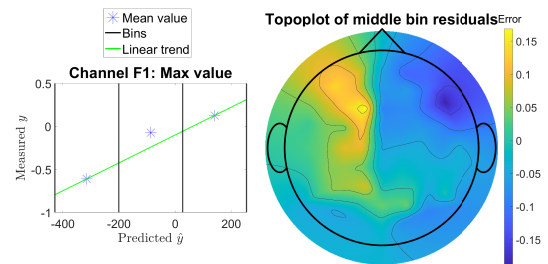 Mean value
Bins
Linear trend
Channel F1: Max value
0.5
0
-0.5
-1
Measured y
-400
-200
0
200
Predicted ŷ
Topoplot of middle bin residuals
Error
0.15
0.1
0.05
0
-0.05
-0.1
-0.15